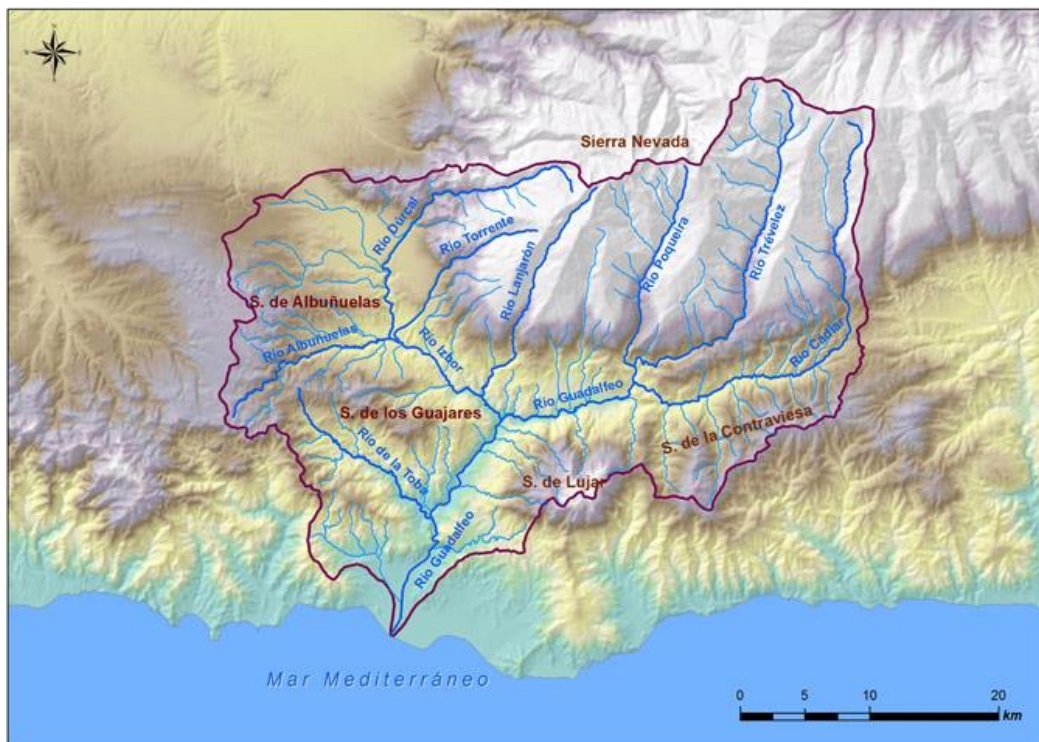 Sierra Nevada
Río Dúrcal
Río Torrente
Río Lanjarón
Río Poqueira
Río Trévelez
S. de Albuñuelas
Río Albuñuelas
Río Izbor
Río Cadiar
Río Guadalfeo
S. de los Guajares
S. de la Contraviesa
Río de la Toba
S. de Lujar
Río Guadalfeo
Mar Mediterráneo
0 5 10 20
km